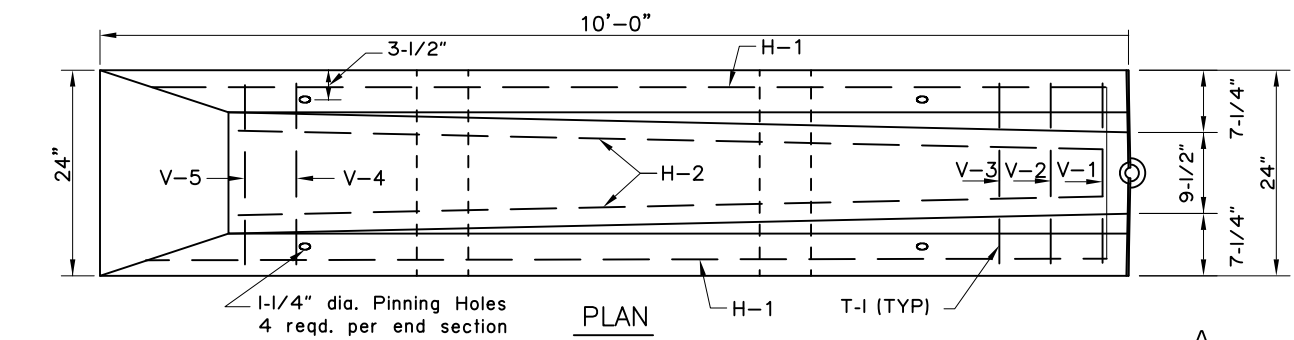 10'-0"
3-1/2"
H-1
24"
V-5
V-4
H-2
V-3
V-2
V-1
7-1/4"
9-1/2"
24"
7-1/4"
1-1/4" dia. Pinning Holes
4 reqd. per end section
PLAN
H-1
T-1 (TYP)